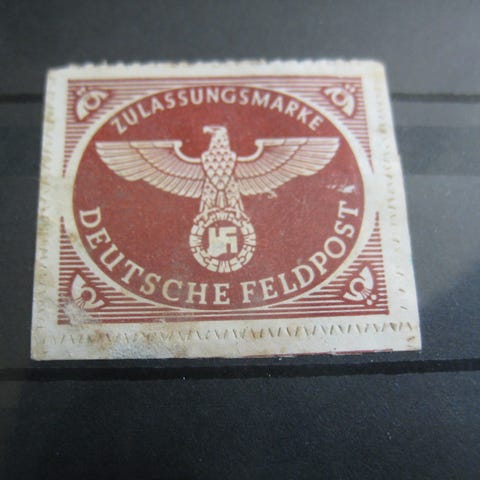 ZULASSUNGSMARKE
DEUTSCHE FELDPOST